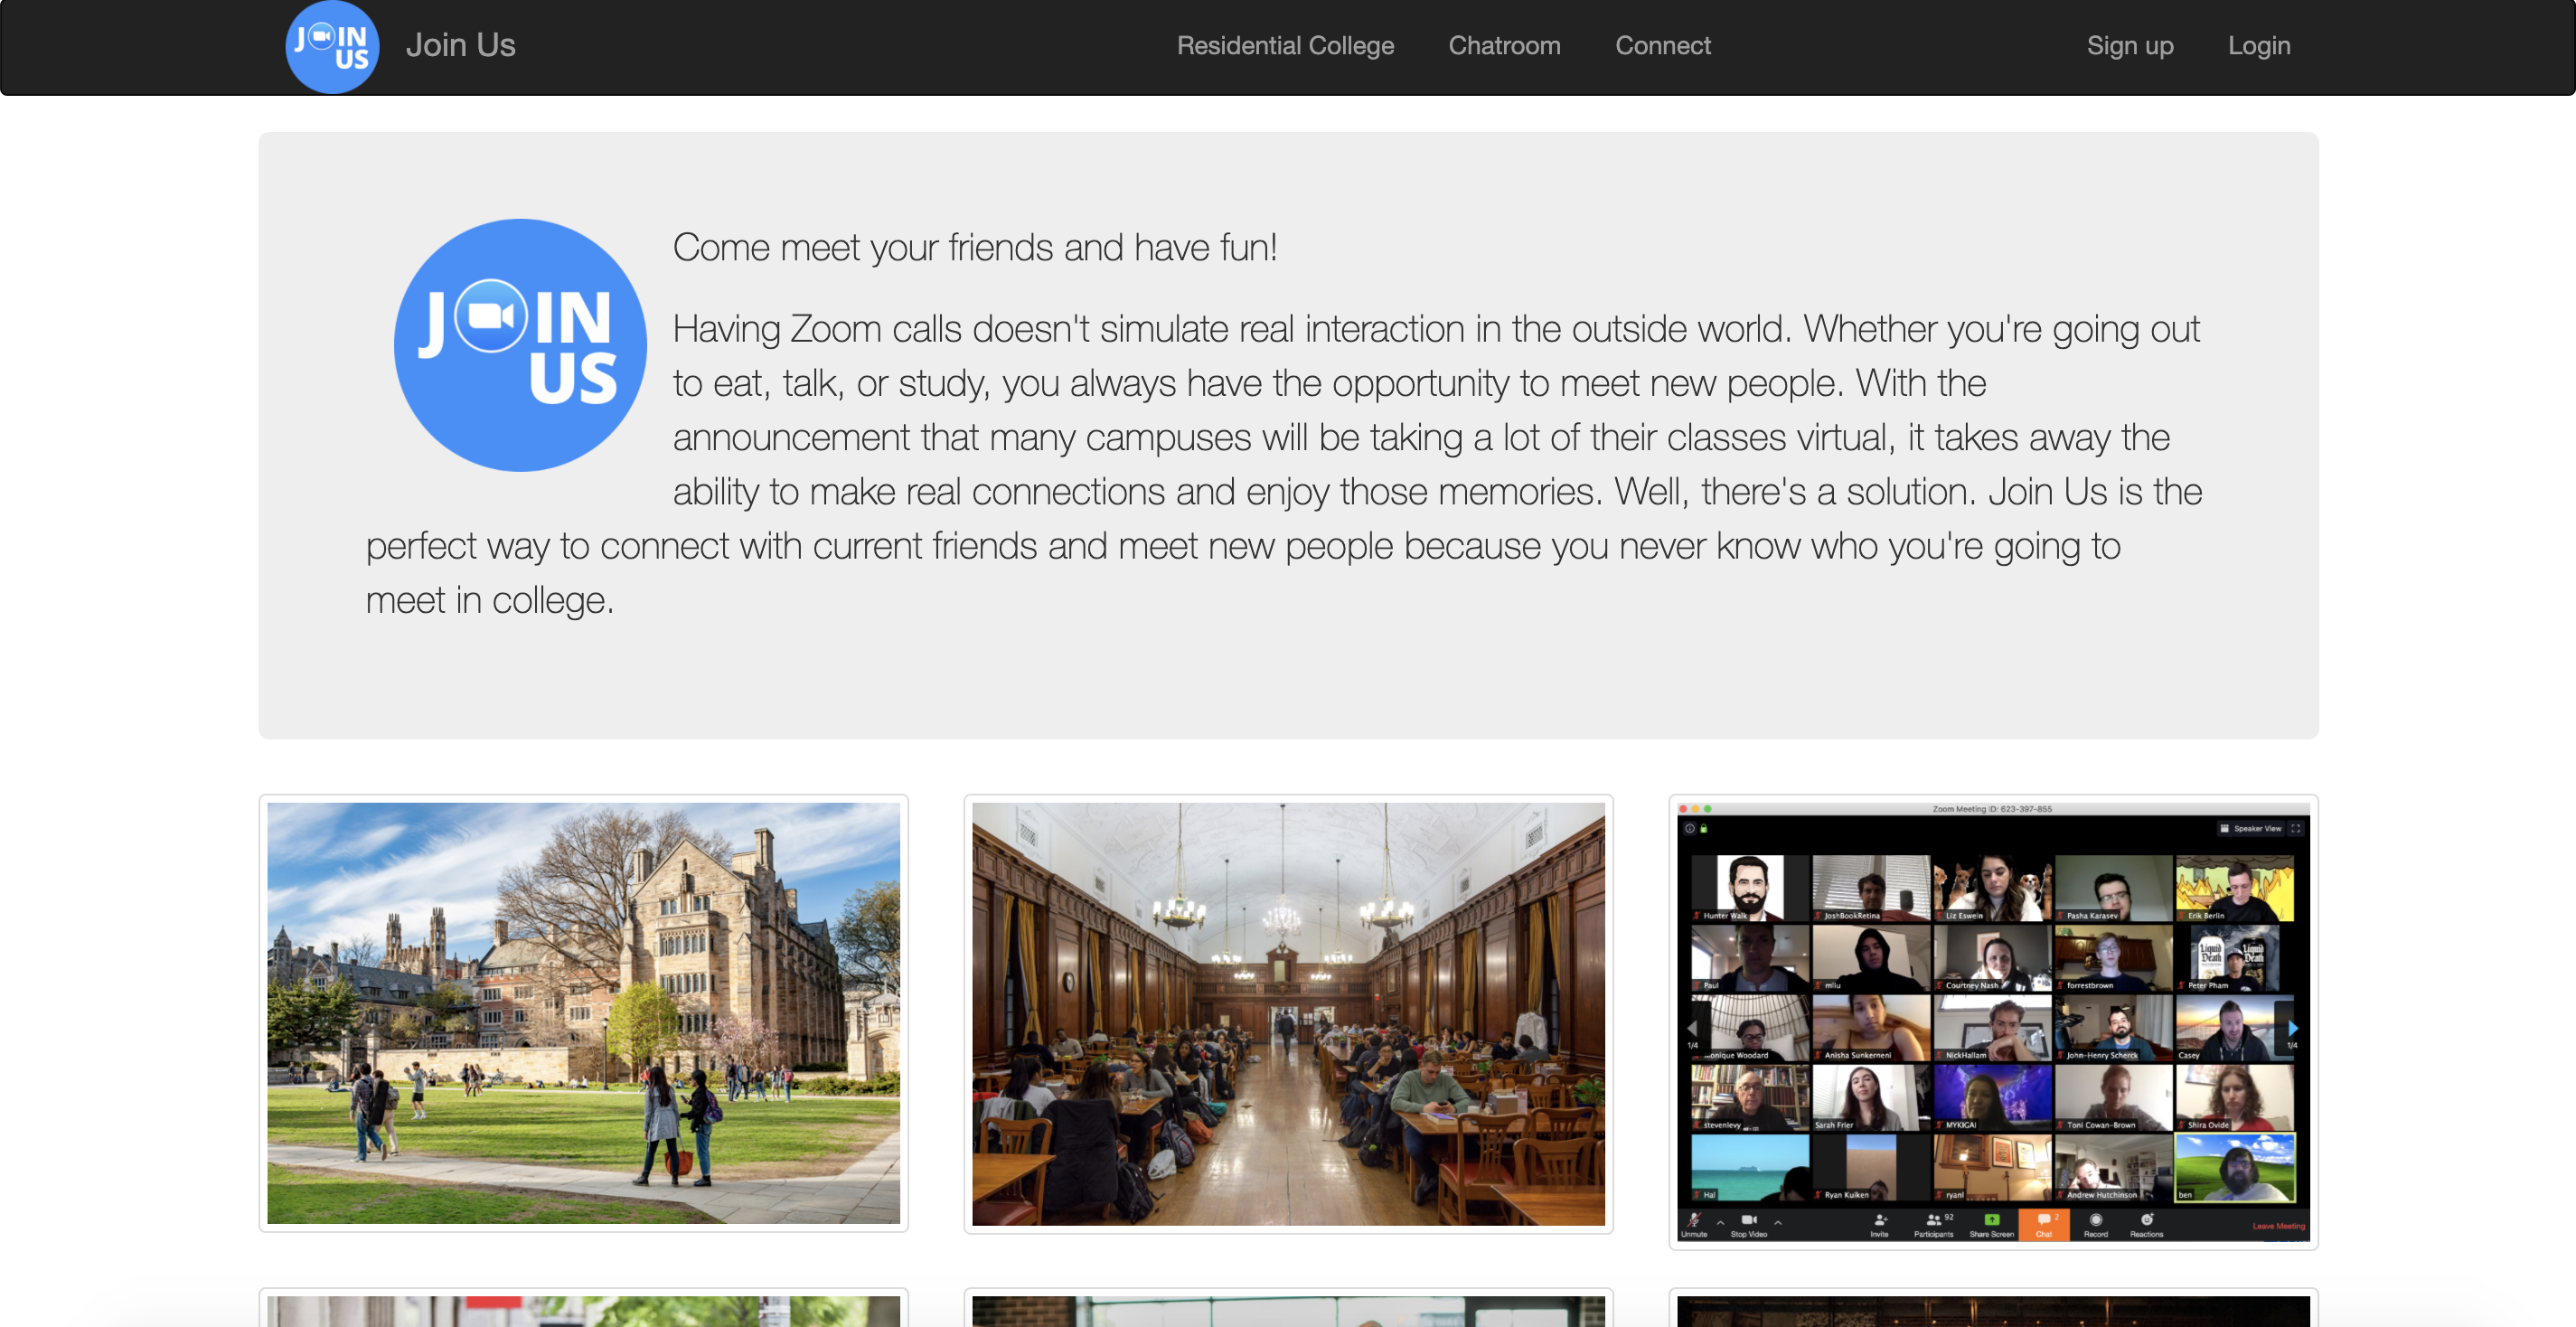 JOIN
US
Join Us
Residential College
Chatroom
Connect
Sign up
Login
JOIN
US
Come meet your friends and have fun!
Having Zoom calls doesn't simulate real interaction in the outside world. Whether you're going out
to eat, talk, or study, you always have the opportunity to meet new people. With the
announcement that many campuses will be taking a lot of their classes virtual, it takes away the
ability to make real connections and enjoy those memories. Well, there's a solution. Join Us is the
perfect way to connect with current friends and meet new people because you never know who you're going to
meet in college.
Zoom Meeting ID: 623-397-855
Speaker View
Hunter Walk
JoshBookRetina
Liz Eswein
Pasha Karasev
Erik Berlin
Liquid Death
Liquid Death
Paul
mliu
Courtney Nash
forrestbrown
Peter Pham
1/4
onique Woodard
Anisha Sunkerneni
NickHallam
John-Henry Scherck
Casey
1/4
stevenlevy
Sarah Frier
MYKIGAI
Toni Cowan-Brown
Shira Ovide
Hal
Ryan Kuiken
ryanl
Andrew Hutchinson
ben
Unmute
Stop Video
Invite
92
Participants
Share Screen
2
Chat
Record
Reactions
Leave Meeting